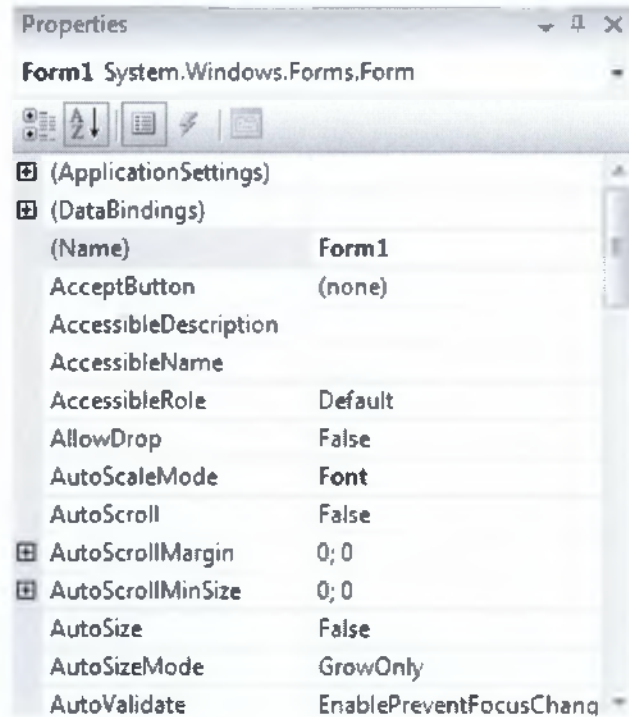 Properties
Form1 System.Windows.Forms.Form
(ApplicationSettings)
(DataBindings)
(Name) Form1
AcceptButton (none)
AccessibleDescription
AccessibleName
AccessibleRole Default
AllowDrop False
AutoScaleMode Font
AutoScroll False
AutoScrollMargin 0; 0
AutoScrollMinSize 0; 0
AutoSize False
AutoSizeMode GrowOnly
AutoValidate EnablePreventFocusChang